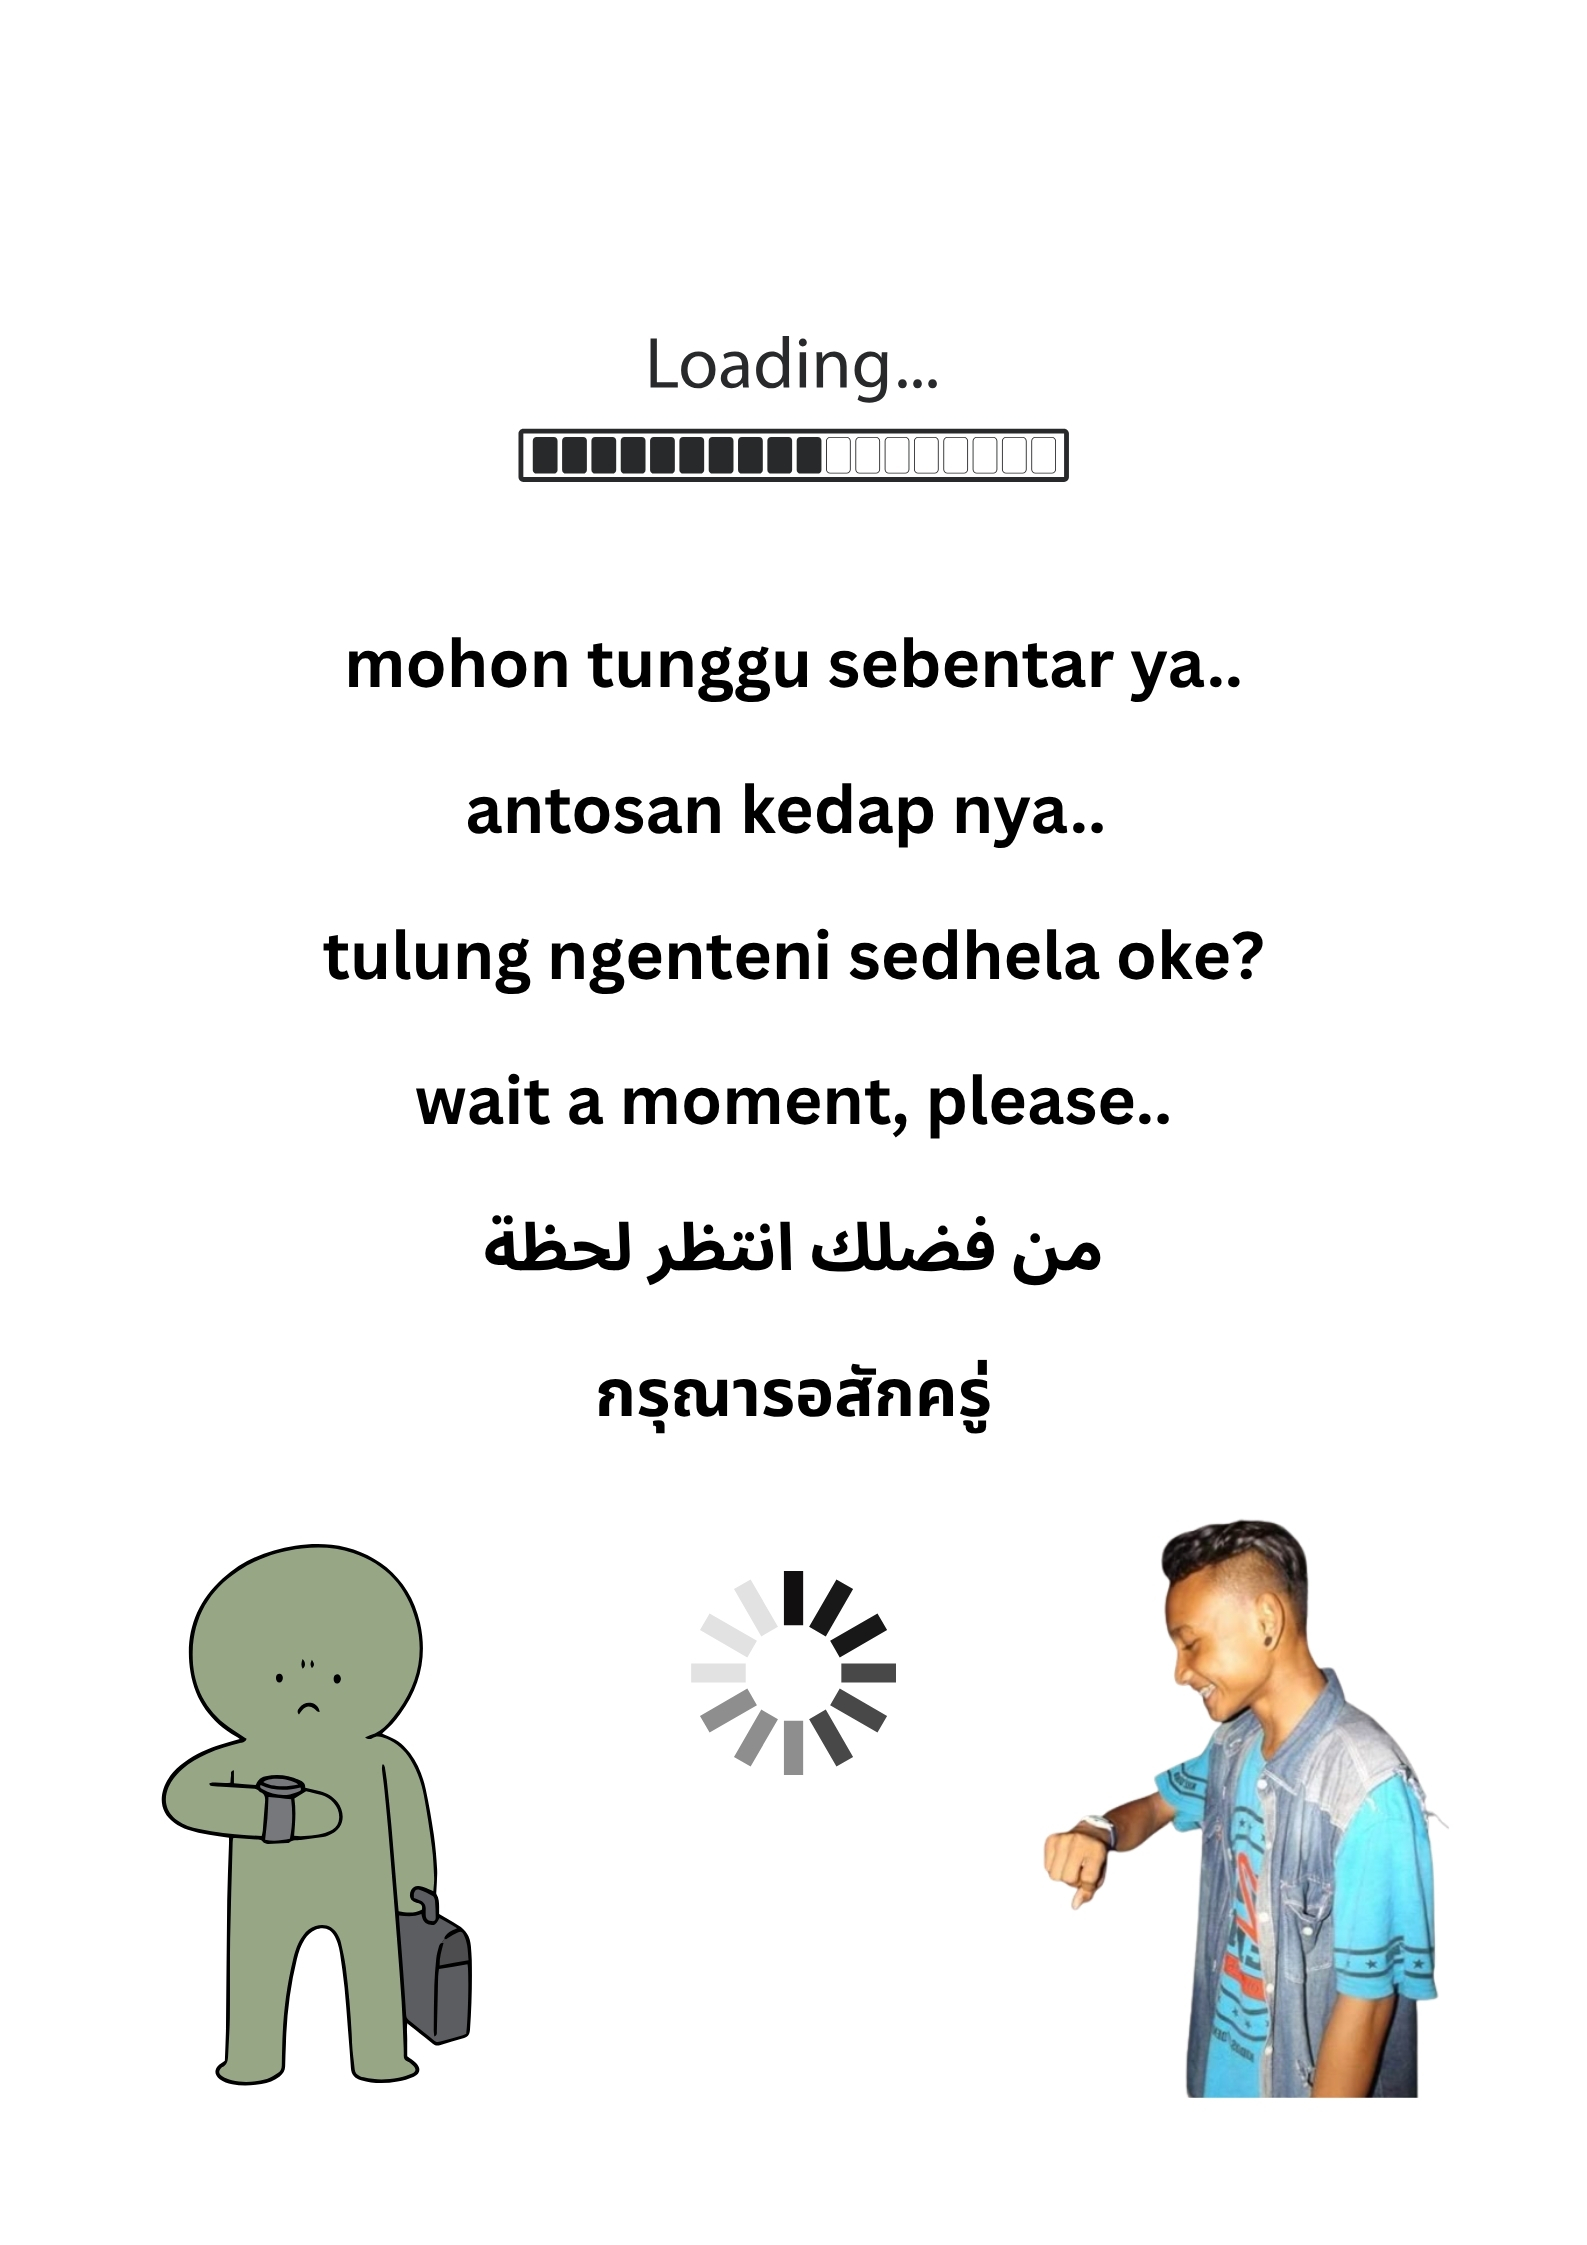 Loading...
mohon tunggu sebentar ya..
antosan kedap nya..
tulung ngenteni sedhela oke?
wait a moment, please..
من فضلك انتظر لحظة
กรุณารอสักครู่